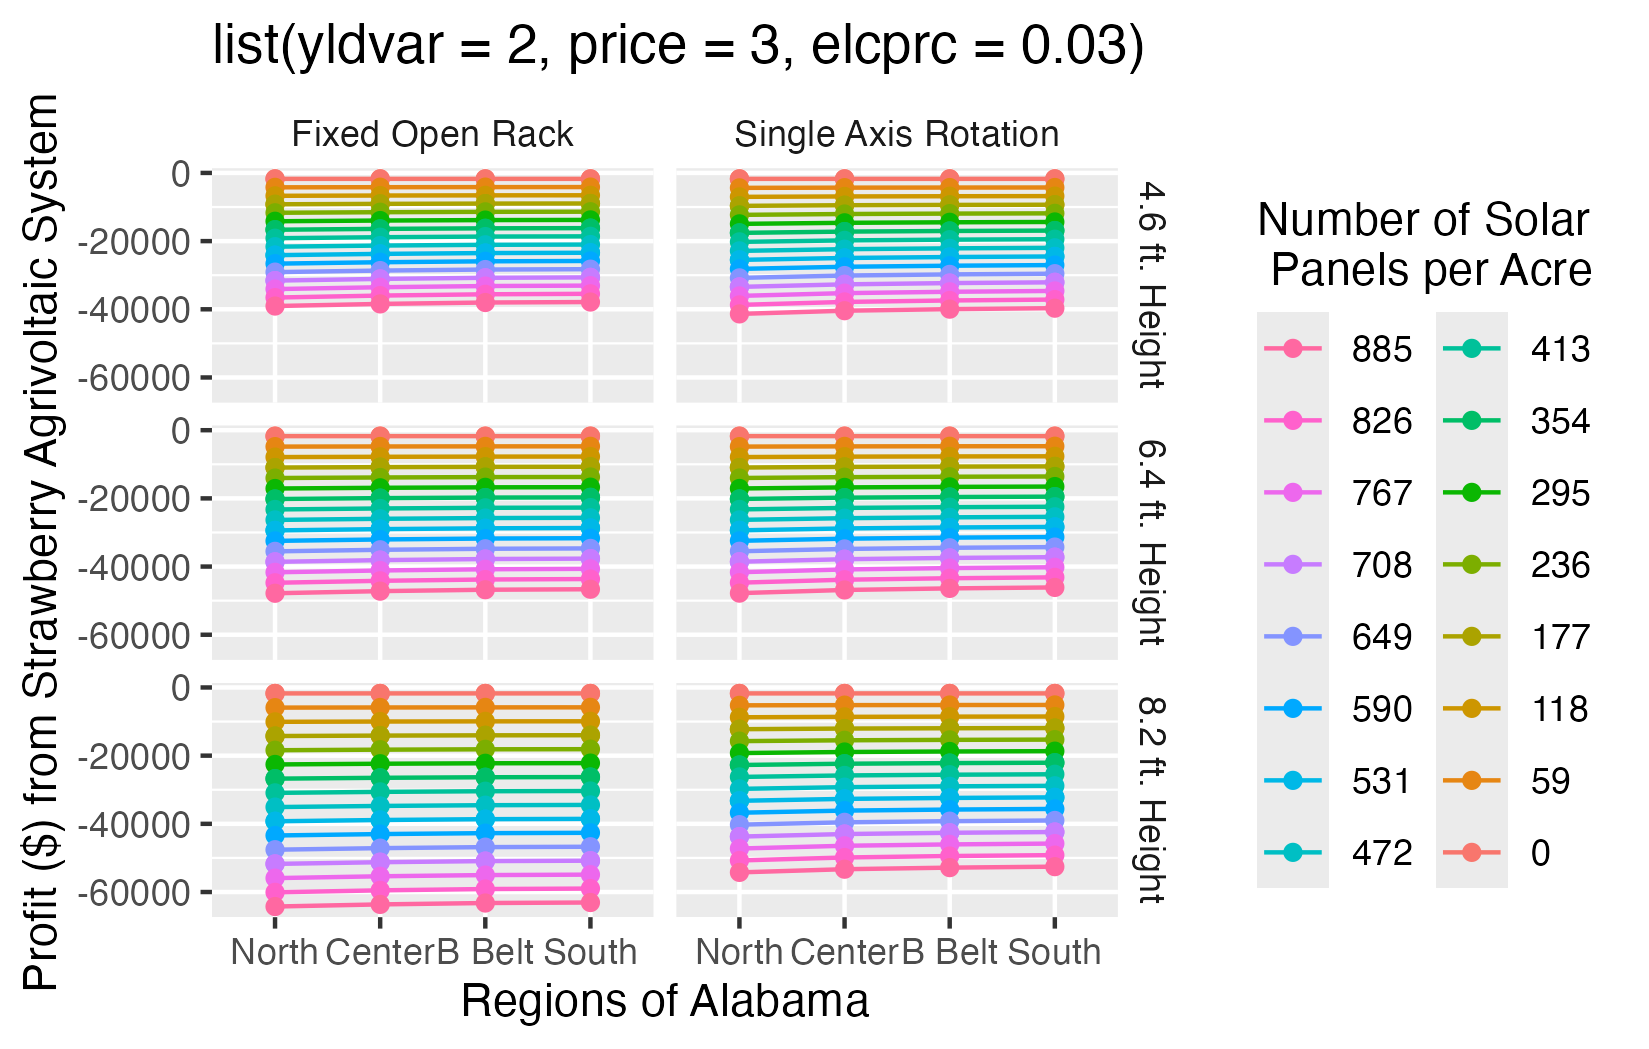 list(yldvar = 2, price = 3, elcprc = 0.03)
Profit ($) from Strawberry Agrivoltaic System
Fixed Open Rack
Single Axis Rotation
0
-20000
-40000
-60000
4.6 ft. Height
0
-20000
-40000
-60000
6.4 ft. Height
0
-20000
-40000
-60000
8.2 ft. Height
North Center B Belt South
North Center B Belt South
Regions of Alabama
Number of Solar
Panels per Acre
885 413
826 354
767 295
708 236
649 177
590 118
531 59
472 0